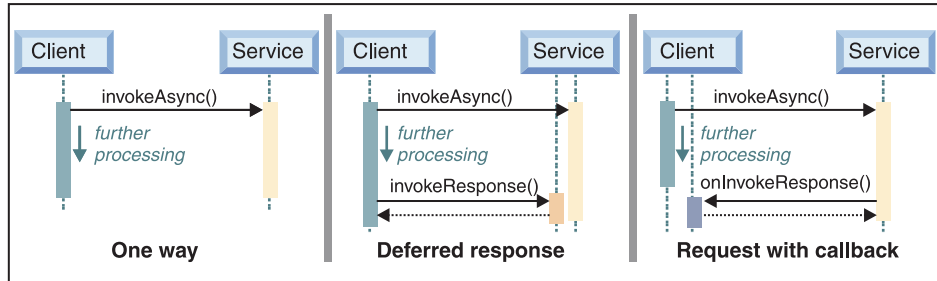 Client
Service
invokeAsync()
further
processing
One way
Client
Service
invokeAsync()
further
processing
invokeResponse()
Deferred response
Client
Service
invokeAsync()
further
processing
onInvokeResponse()
Request with callback